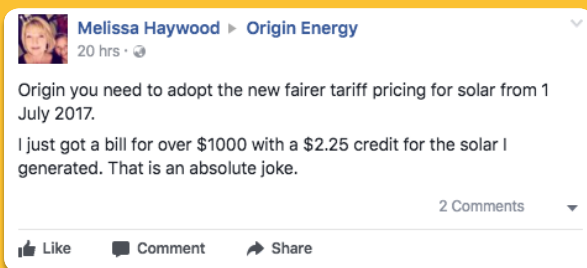 Melissa Haywood ▸ Origin Energy
20 hrs ·
Origin you need to adopt the new fairer tariff pricing for solar from 1
July 2017.
I just got a bill for over $1000 with a $2.25 credit for the solar I
generated. That is an absolute joke.
2 Comments
Like Comment Share